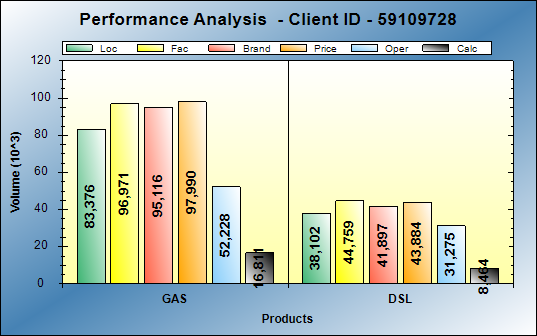 Performance Analysis  - Client ID - 59109728
Loc Fac Brand Price Oper Calc
Volume (10^3)
120
100
80
60
40
20
0
83,376 96,971 95,116 97,990 52,228 16,811
38,102 44,759 41,897 43,884 31,275 8,464
GAS DSL
Products